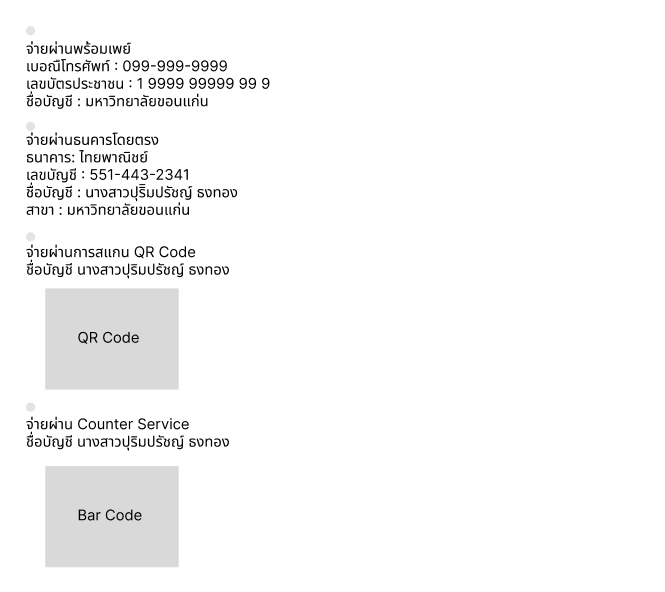 จ่ายผ่านพร้อมเพย์
เบอณืโทรศัพท์ : 099-999-9999
เลขบัตรประชาชน : 1 9999 99999 99 9
ชื่อบัญชี : มหาวิทยาลัยขอนแก่น
จ่ายผ่านธนคารโดยตรง
ธนาคาร: ไทยพาณิชย์
เลขบัญชี : 551-443-2341
ชื่อบัญชี : นางสาวปุริมปรัชญ์ ธงทอง
สาขา : มหาวิทยาลัยขอนแก่น
จ่ายผ่านการสแกน QR Code
ชื่อบัญชี นางสาวปุริมปรัชญ์ ธงทอง
QR Code
จ่ายผ่าน Counter Service
ชื่อบัญชี นางสาวปุริมปรัชญ์ ธงทอง
Bar Code